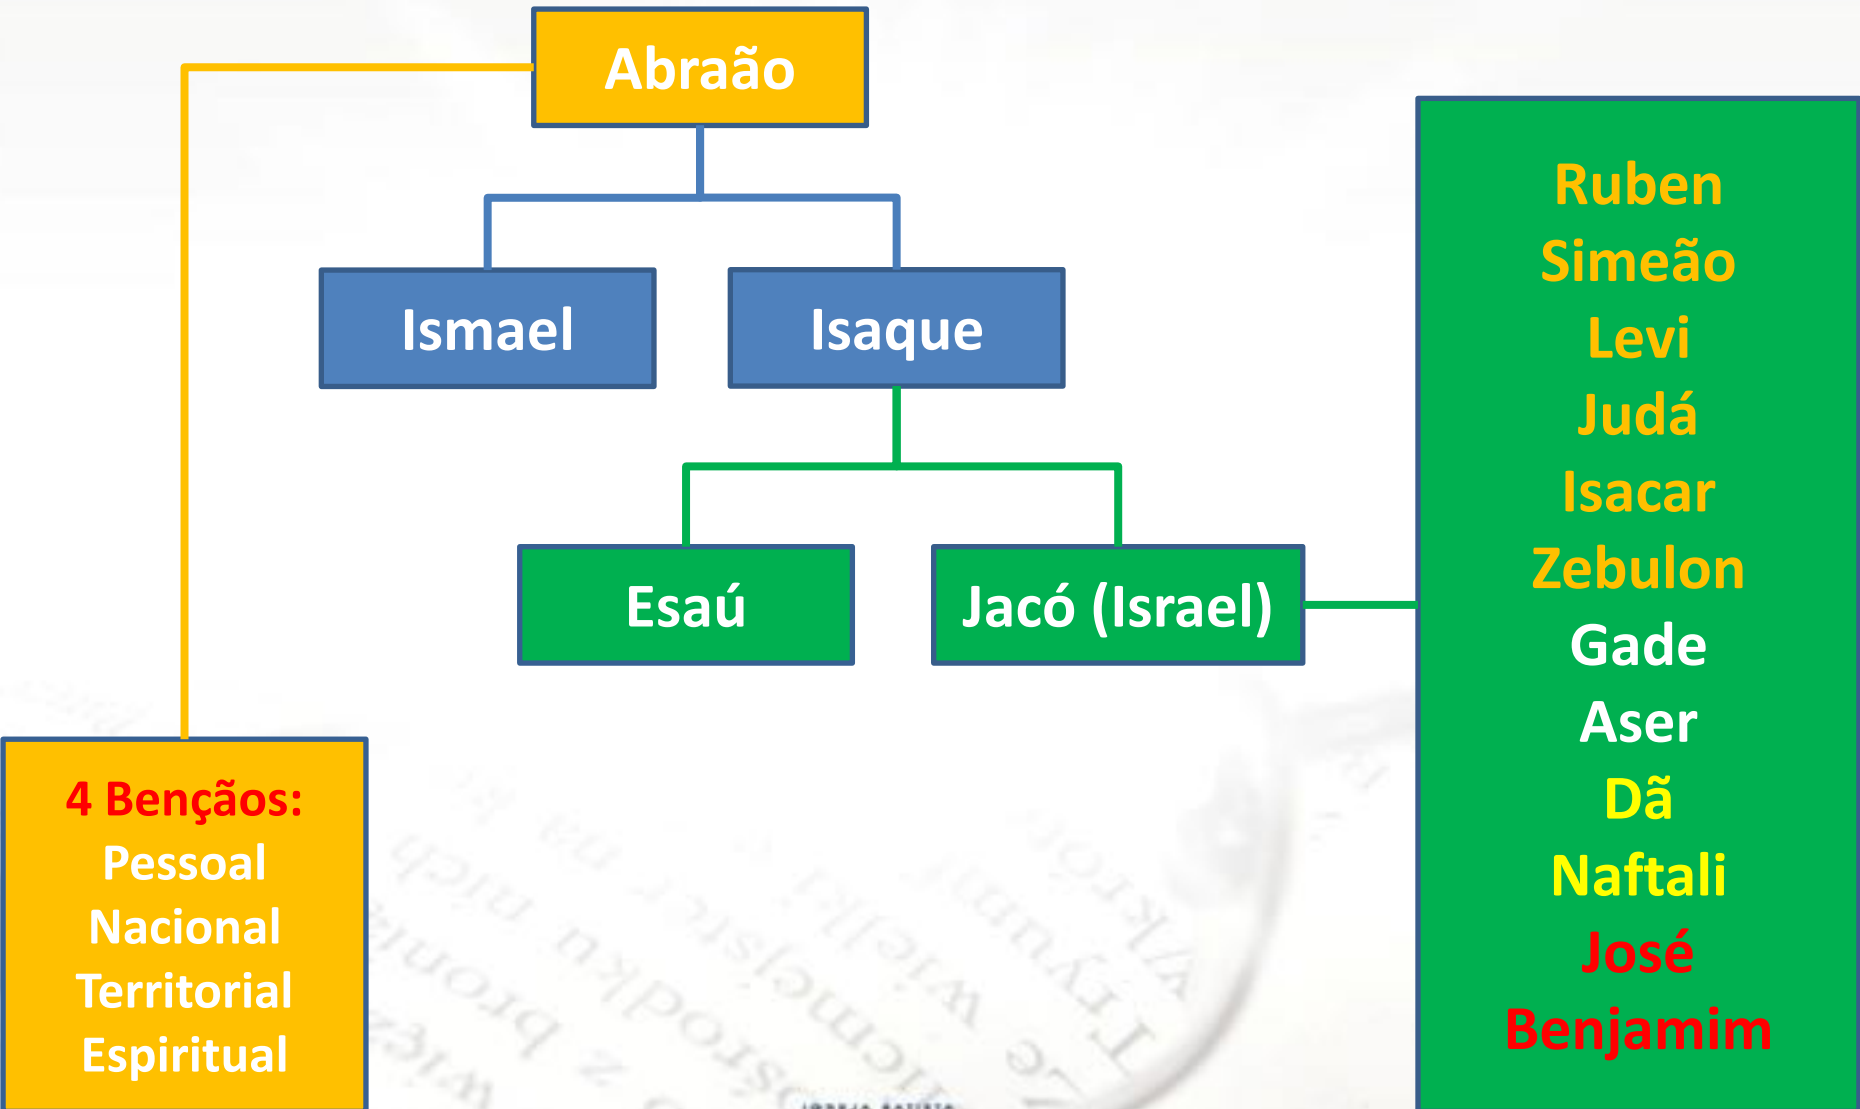 Abraão
Ismael
Isaque
Esaú
Jacó (Israel)
4 Bençãos:
Pessoal
Nacional
Territorial
Espiritual
Ruben
Simeão
Levi
Judá
Isacar
Zebulon
Gade
Aser
Dã
Naftali
José
Benjamim